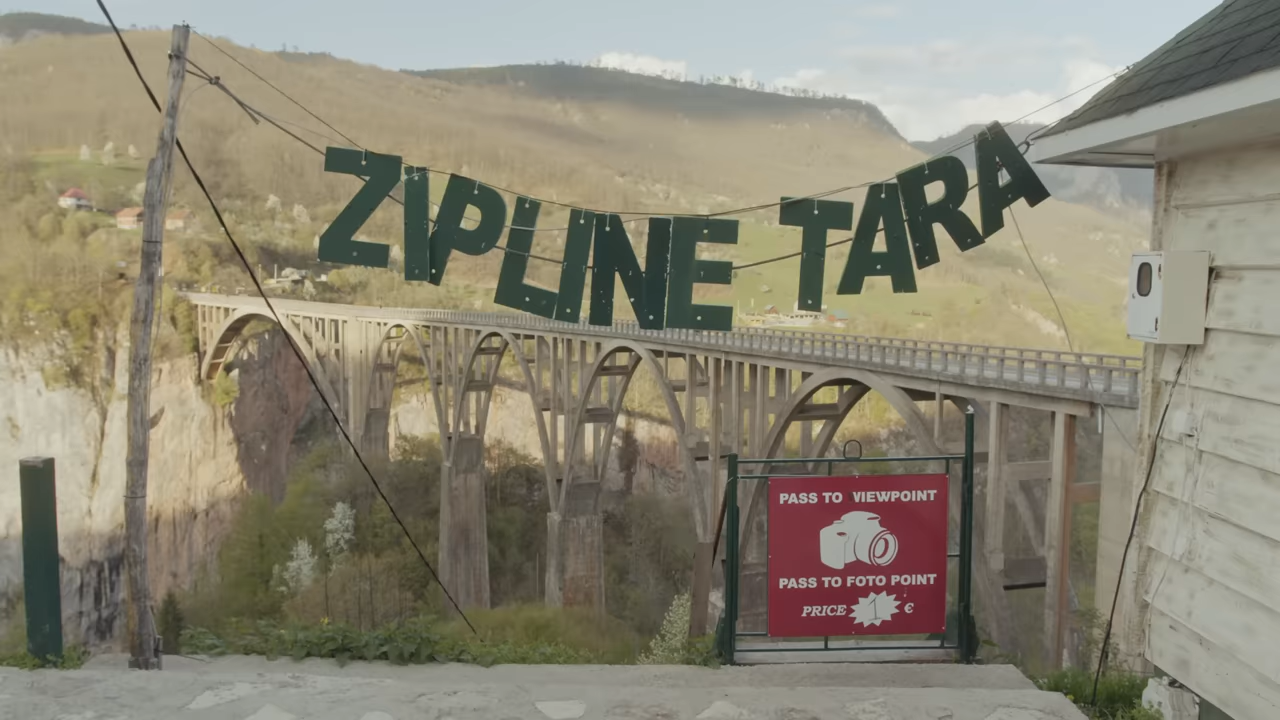 ZIPLINE TARA
PASS TO VIEWPOINT
PASS TO FOTO POINT
PRICE 1 €